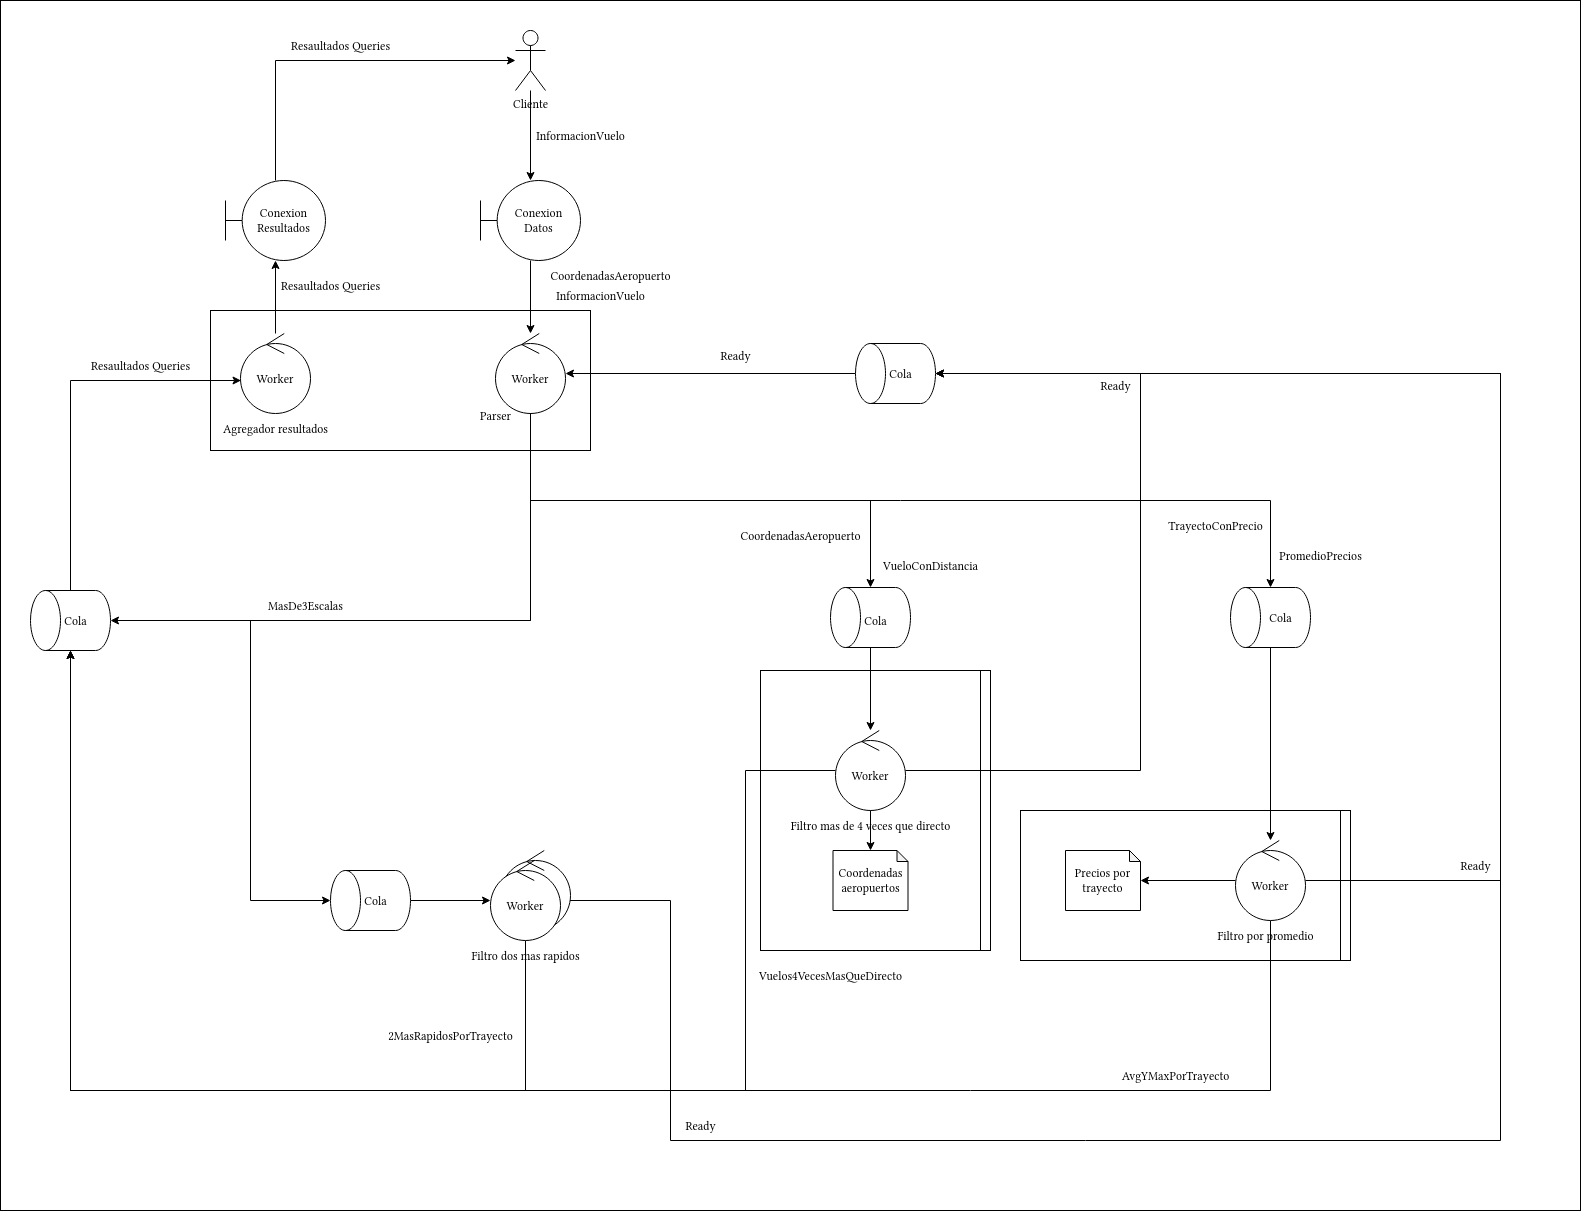 Resaultados Queries
Cliente
InformacionVuelo
Conexion
Resultados
Conexion
Datos
CoordenadasAeropuerto
InformacionVuelo
Resaultados Queries
Resaultados Queries
Worker
Agregador resultados
Worker
Parser
Ready
Cola
Ready
CoordenadasAeropuerto
VueloConDistancia
TrayectoConPrecio
PromedioPrecios
MasDe3Escalas
Cola
Cola
Cola
Worker
Filtro mas de 4 veces que directo
Coordenadas
aeropuertos
Precios por
trayecto
Worker
Ready
Filtro por promedio
Cola
Worker
Filtro dos mas rapidos
Vuelos4VecesMasQueDirecto
2MasRapidosPorTrayecto
AvgYMaxPorTrayecto
Ready